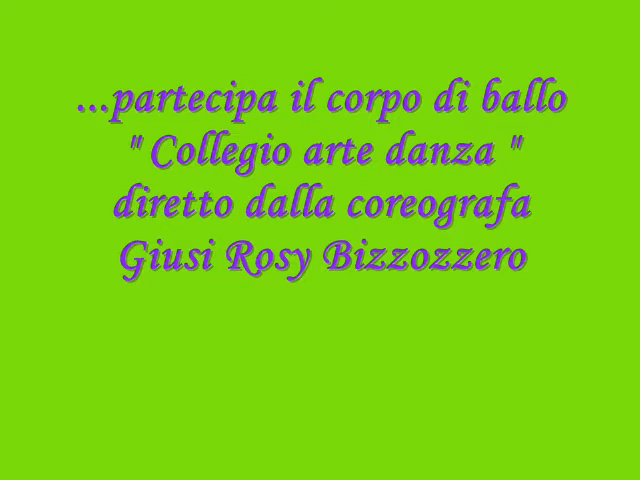 ...partecipa il corpo di ballo
" Collegio arte danza "
diretto dalla coreografa
Giusi Rosy Bizzozzero